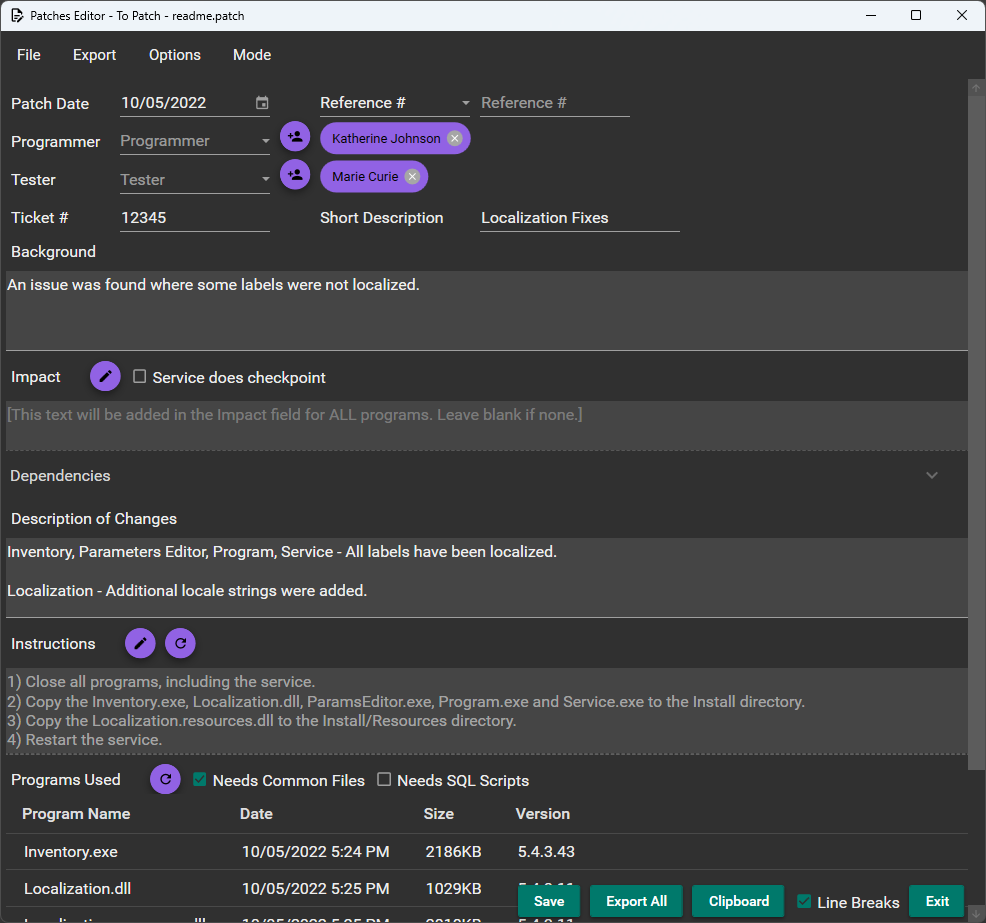 Patches Editor - To Patch - readme.patch
File Export Options Mode
Patch Date 10/05/2022 Reference # Reference #
Programmer Programmer Katherine Johnson
Tester Tester Marie Curie
Ticket # 12345 Short Description Localization Fixes
Background
An issue was found where some labels were not localized.
Impact Service does checkpoint
[This text will be added in the Impact field for ALL programs. Leave blank if none.]
Dependencies
Description of Changes
Inventory, Parameters Editor, Program, Service - All labels have been localized.
Localization - Additional locale strings were added.
Instructions
1) Close all programs, including the service.
2) Copy the Inventory.exe, Localization.dll, ParamsEditor.exe, Program.exe and Service.exe to the Install directory.
3) Copy the Localization.resources.dll to the Install/Resources directory.
4) Restart the service.
Programs Used Needs Common Files Needs SQL Scripts
Program Name Date Size Version
Inventory.exe 10/05/2022 5:24 PM 2186KB 5.4.3.43
Localization.dll 10/05/2022 5:25 PM 1029KB
Save Export All Clipboard Line Breaks Exit